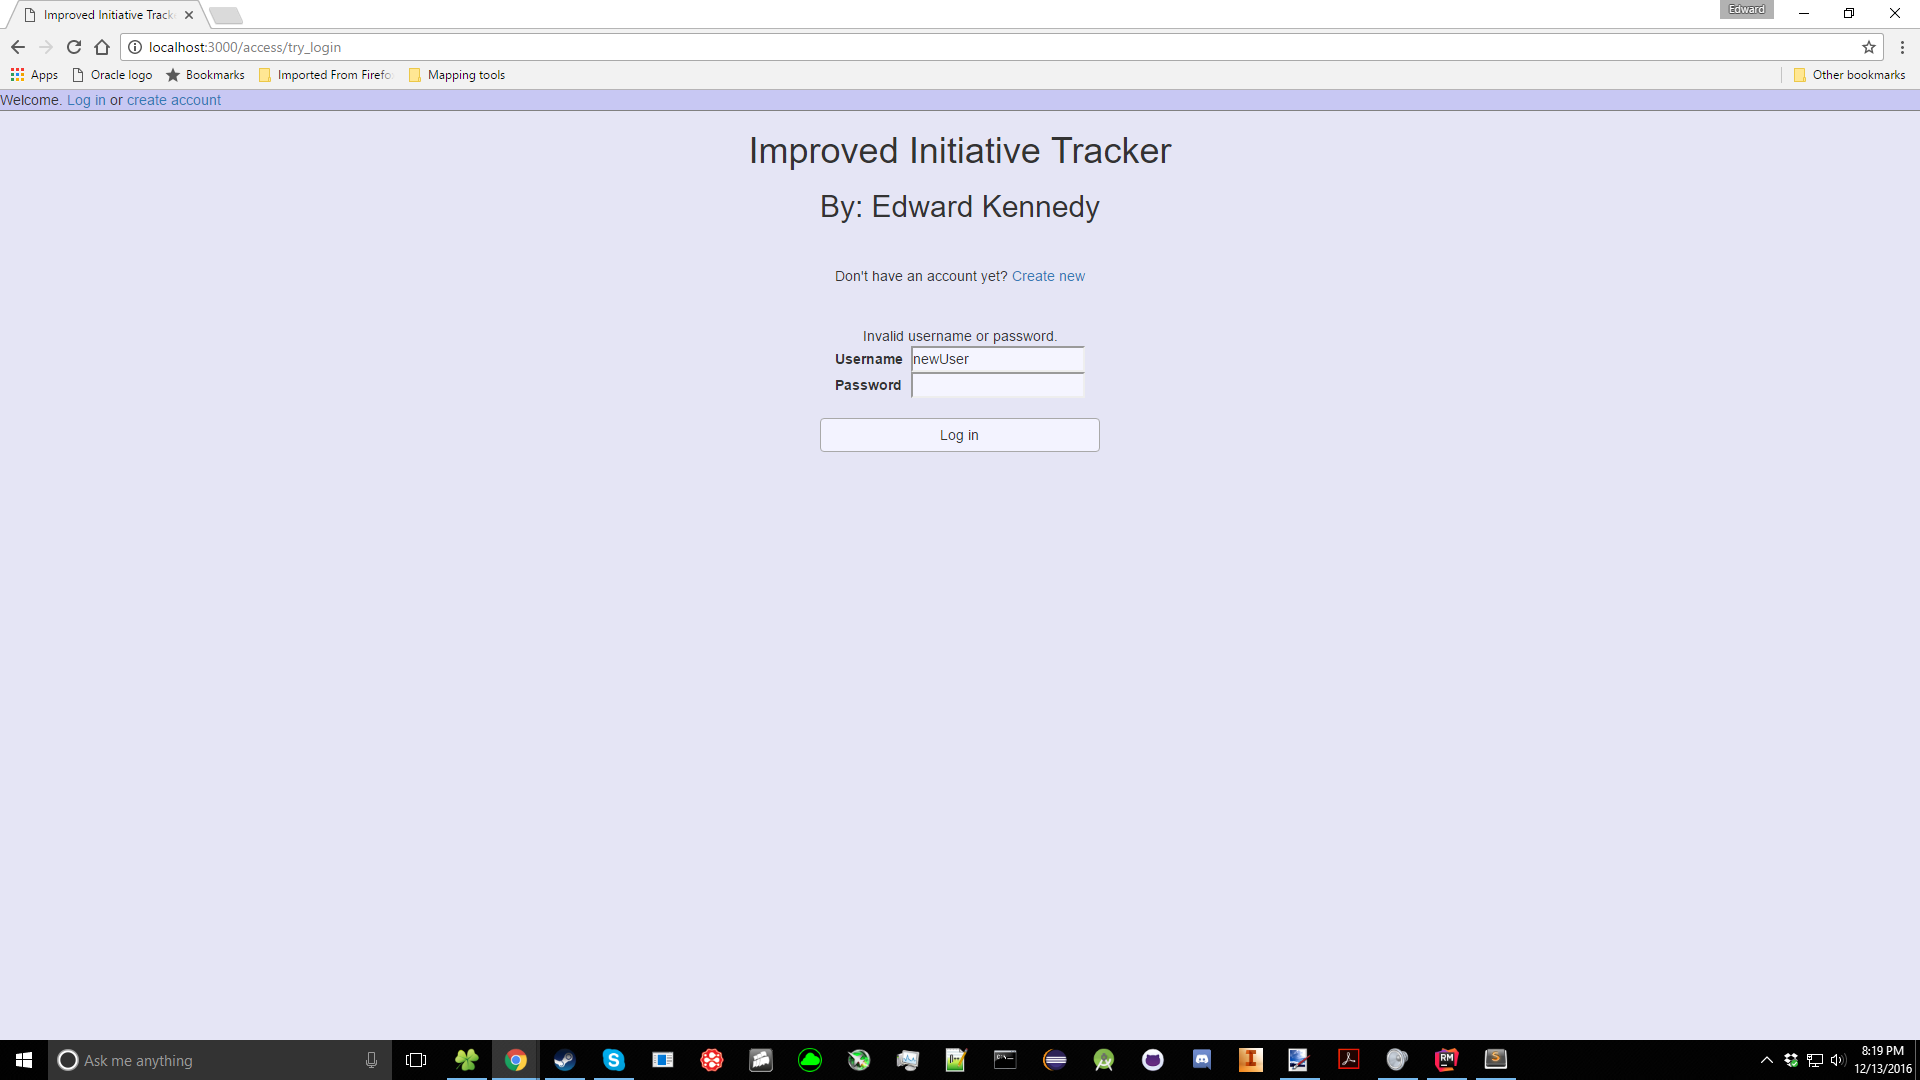 Improved Initiative Track
Edward
localhost:3000/access/try_login
Apps
Oracle logo
Bookmarks
Imported From Firefo
Mapping tools
Other bookmarks
Welcome. Log in or create account
Improved Initiative Tracker
By: Edward Kennedy
Don't have an account yet? Create new
Invalid username or password.
Username newUser
Password
Log in
Ask me anything
8:19 PM
12/13/2016